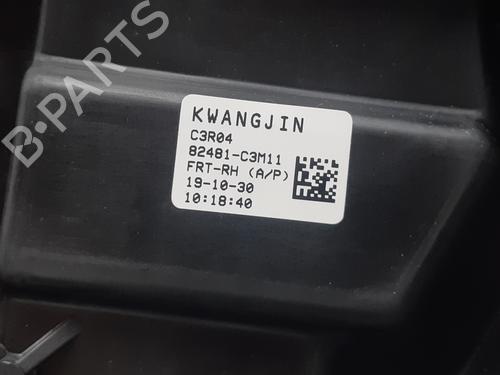 B-PARTS
KWANGJIN
C3R04
82481-C3M11
FRT-RH (A/P)
19-10-30
10:18:40